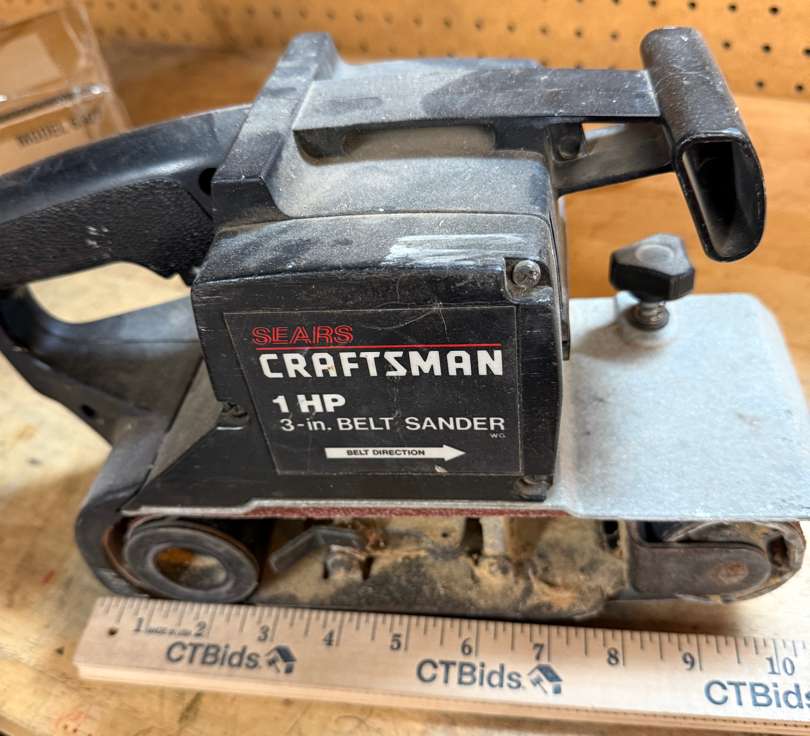 SEARS
CRAFTSMAN
1 HP
3-in. BELT SANDER
WG
BELT DIRECTION
1 2 3 4 5 6 7 8 9 10
CTBids. CTBids. CTBids